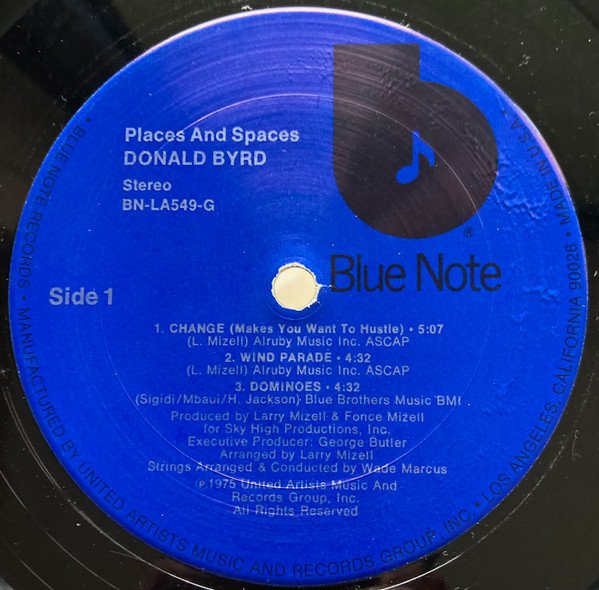 Places And Spaces
DONALD BYRD
Stereo
BN-LA549-G
b
®
Blue Note
Side 1
1. CHANGE (Makes You Want To Hustle) • 5:07
(L. Mizell) Alruby Music Inc. ASCAP
2. WIND PARADE • 4:32
(L. Mizell) Alruby Music Inc. ASCAP
3. DOMINOES • 4:32
(Sigidi/Mbaui/H. Jackson) Blue Brothers Music BMI
Produced by Larry Mizell & Fonce Mizell
for Sky High Productions, Inc.
Executive Producer: George Butler
Arranged by Larry Mizell
Strings Arranged & Conducted by Wade Marcus
℗ 1975 United Artists Music And
Records Group, Inc.
All Rights Reserved
• BLUE NOTE RECORDS • MANUFACTURED BY UNITED ARTISTS MUSIC AND RECORDS GROUP, INC. • LOS ANGELES, CALIFORNIA 90028 • MADE IN U.S.A.